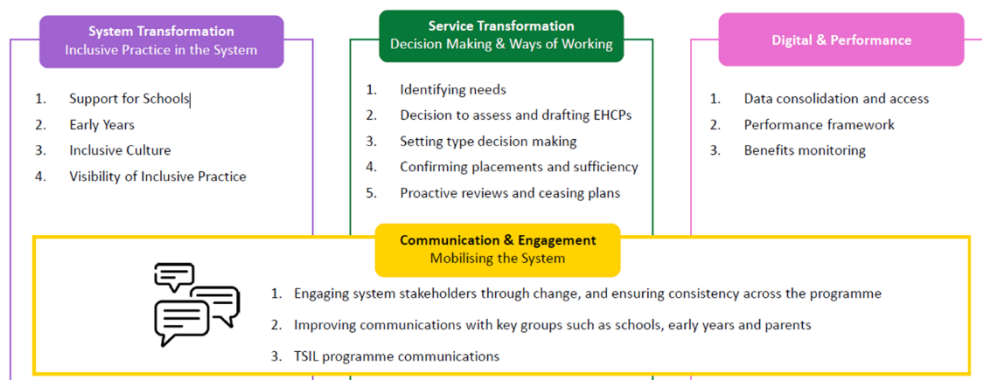 System Transformation
Inclusive Practice in the System
1. Support for Schools
2. Early Years
3. Inclusive Culture
4. Visibility of Inclusive Practice
Service Transformation
Decision Making & Ways of Working
1. Identifying needs
2. Decision to assess and drafting EHCPs
3. Setting type decision making
4. Confirming placements and sufficiency
5. Proactive reviews and ceasing plans
Digital & Performance
1. Data consolidation and access
2. Performance framework
3. Benefits monitoring
Communication & Engagement
Mobilising the System
1. Engaging system stakeholders through change, and ensuring consistency across the programme
2. Improving communications with key groups such as schools, early years and parents
3. TSIL programme communications